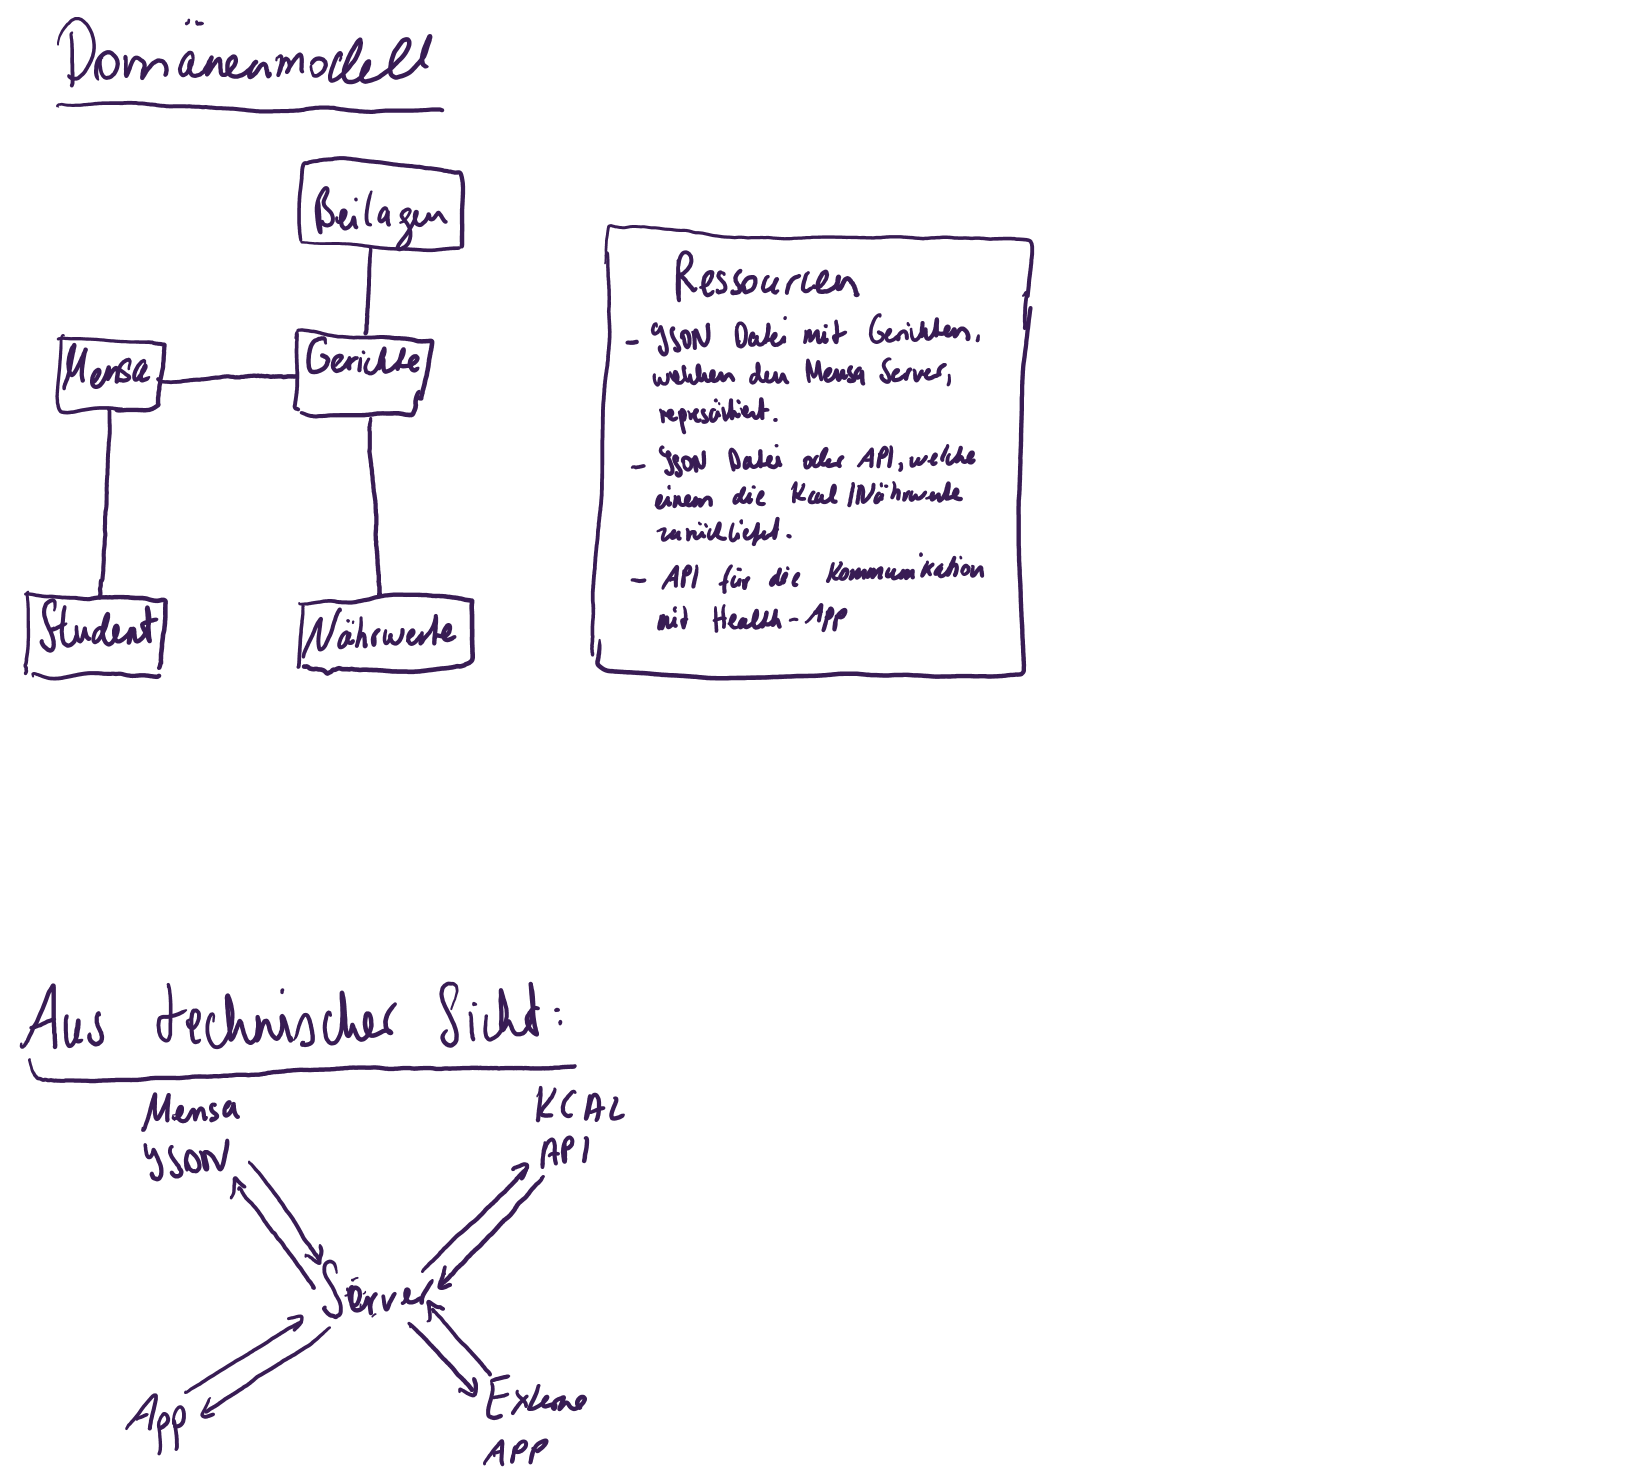 Domänenmodell
Beilagen
Mensa
Gerichte
Student
Nährwerte
Ressourcen
- JSON Datei mit Gerichten,
welchen den Mensa Server,
represäntiert.
- JSON Datei oder API, welche
einem die Kcal/Nährwerte
zurückliefert.
- API für die Kommunikation
mit Health-App
Aus technischer Sicht:
Mensa
JSON
KCAL
API
Server
App
Externe
APP